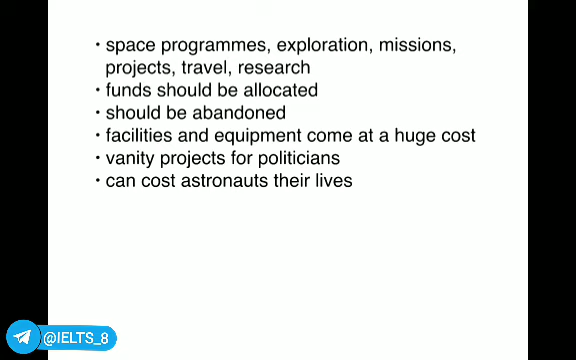 • space programmes, exploration, missions,
projects, travel, research
• funds should be allocated
• should be abandoned
• facilities and equipment come at a huge cost
• vanity projects for politicians
• can cost astronauts their lives
@IELTS_8